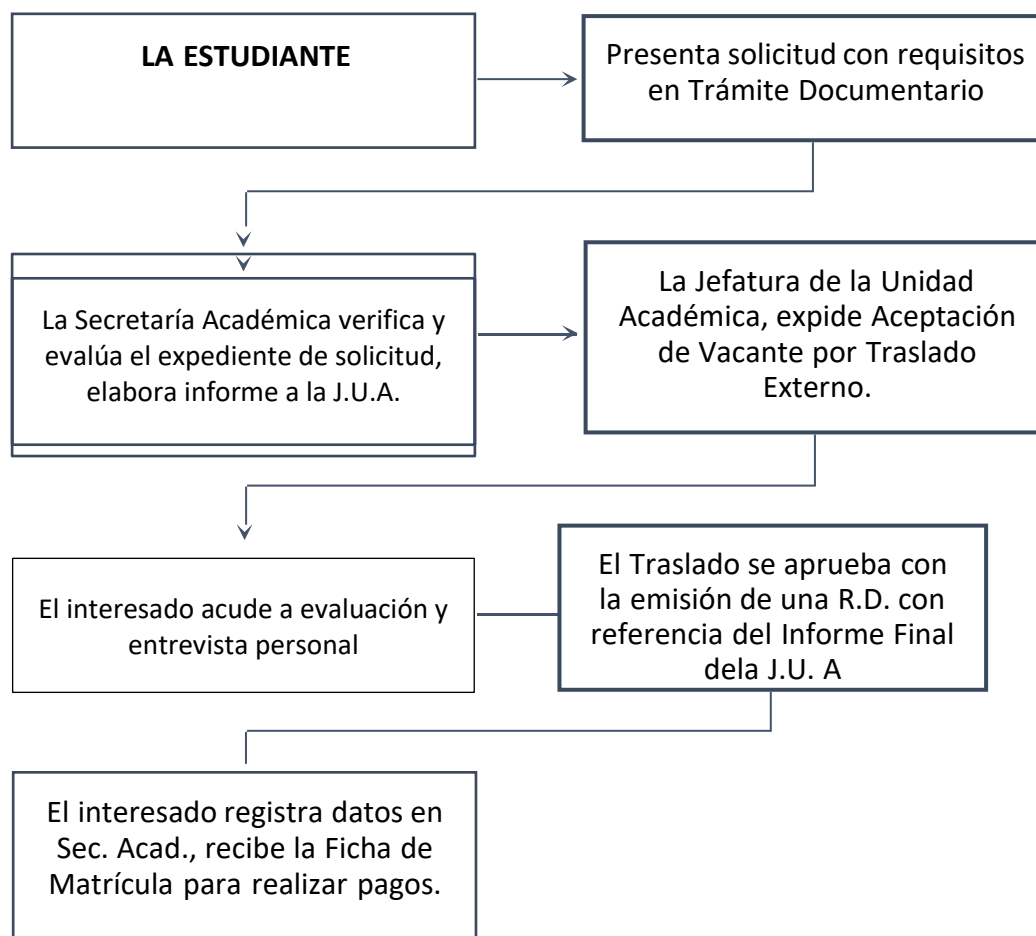 LA ESTUDIANTE
Presenta solicitud con requisitos
en Trámite Documentario
La Secretaría Académica verifica y
evalúa el expediente de solicitud,
elabora informe a la J.U.A.
La Jefatura de la Unidad
Académica, expide Aceptación
de Vacante por Traslado
Externo.
El interesado acude a evaluación y
entrevista personal
El Traslado se aprueba con
la emisión de una R.D. con
referencia del Informe Final
dela J.U. A
El interesado registra datos en
Sec. Acad., recibe la Ficha de
Matrícula para realizar pagos.